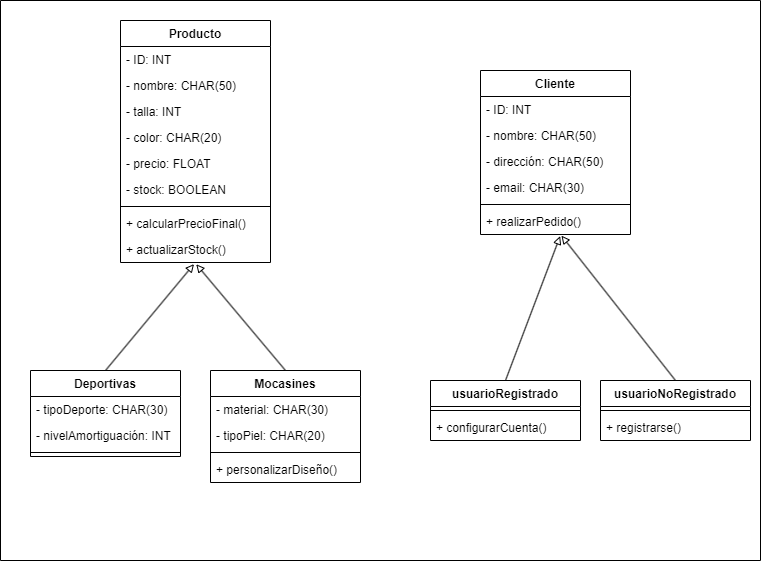 Producto
- ID: INT
- nombre: CHAR(50)
- talla: INT
- color: CHAR(20)
- precio: FLOAT
- stock: BOOLEAN
+ calcularPrecioFinal()
+ actualizarStock()
Cliente
- ID: INT
- nombre: CHAR(50)
- dirección: CHAR(50)
- email: CHAR(30)
+ realizarPedido()
Deportivas
- tipoDeporte: CHAR(30)
- nivelAmortiguación: INT
Mocasines
- material: CHAR(30)
- tipoPiel: CHAR(20)
+ personalizarDiseño()
usuarioRegistrado
+ configurarCuenta()
usuarioNoRegistrado
+ registrarse()